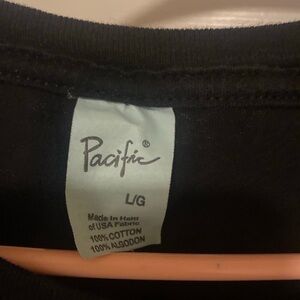 Pacific®
L/G
Made in Haiti
of USA Fabric
100% COTTON
100% ALGODON